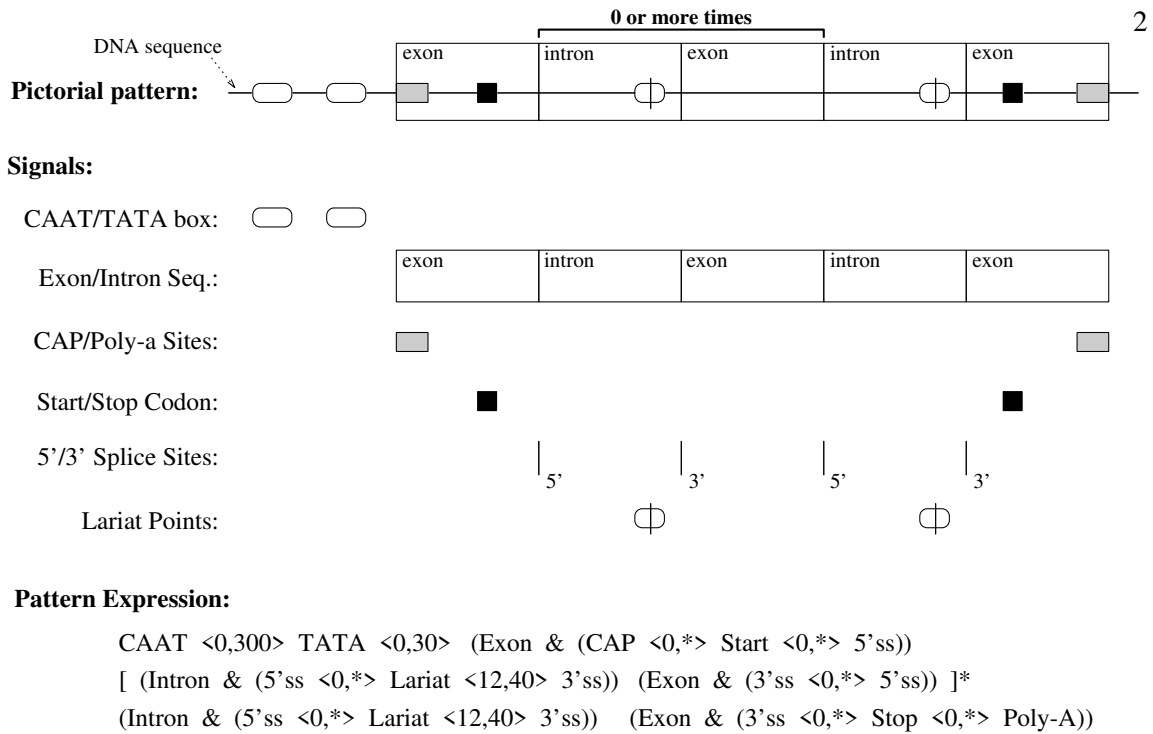 2
0 or more times
DNA sequence
exon intron exon intron exon
Pictorial pattern:
Signals:
CAAT/TATA box:
exon intron exon intron exon
Exon/Intron Seq.:
CAP/Poly-a Sites:
Start/Stop Codon:
5’/3’ Splice Sites:
5’ 3’ 5’ 3’
Lariat Points:
Pattern Expression:
CAAT <0,300> TATA <0,30> (Exon & (CAP <0,*> Start <0,*> 5’ss))
[ (Intron & (5’ss <0,*> Lariat <12,40> 3’ss)) (Exon & (3’ss <0,*> 5’ss)) ]*
(Intron & (5’ss <0,*> Lariat <12,40> 3’ss)) (Exon & (3’ss <0,*> Stop <0,*> Poly-A))